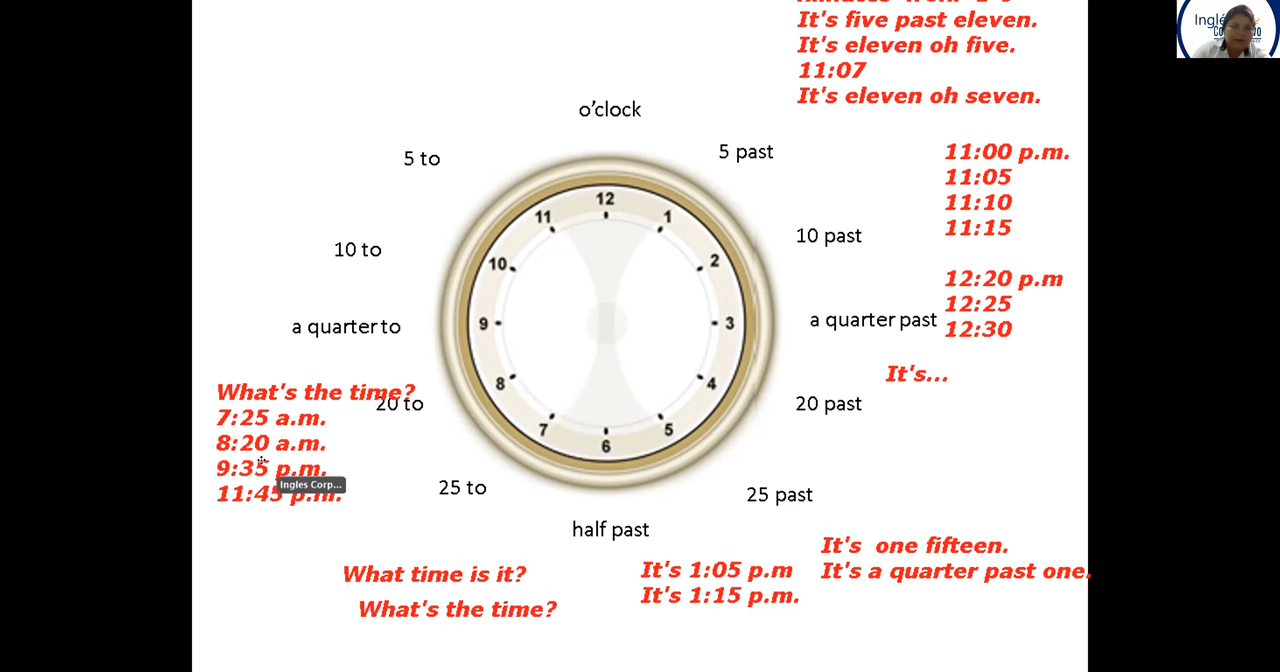 It's five past eleven.
It's eleven oh five.
11:07
It's eleven oh seven.
o'clock
5 to
5 past
11:00 p.m.
11:05
11:10
11:15
10 to
10 past
12
1
2
3
4
5
6
7
8
9
10
11
12:20 p.m
12:25
12:30
a quarter to
a quarter past
It's...
What's the time?
20 to
20 past
7:25 a.m.
8:20 a.m.
9:35 p.m.
11:45 p.m.
Ingles Corp...
25 to
25 past
half past
It's one fifteen.
It's a quarter past one.
What time is it?
What's the time?
It's 1:05 p.m
It's 1:15 p.m.